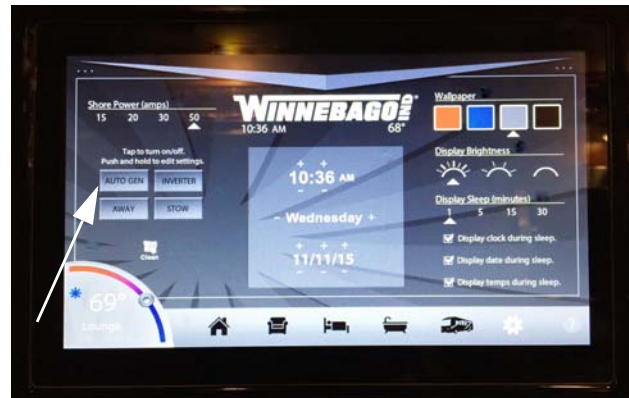 Shore Power (amps)
15 20 30 50
Tap to turn on/off.
Push and hold
to edit settings.
AUTO GEN INVERTER
AWAY STOW
Clean
69°
Lounge
WINNEBAGO IND
10:36 AM 68°
+ +
10:36 AM
- -
- Wednesday +
+ + +
11/11/15
- - -
Wallpaper
Display Brightness
Display Sleep (minutes)
1 5 15 30
Display clock during sleep.
Display date during sleep.
Display temps during sleep.
?